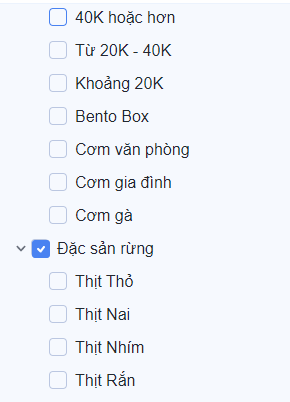 40K hoặc hơn
Từ 20K - 40K
Khoảng 20K
Bento Box
Cơm văn phòng
Cơm gia đình
Cơm gà
Đặc sản rừng
Thịt Thỏ
Thịt Nai
Thịt Nhím
Thịt Rắn